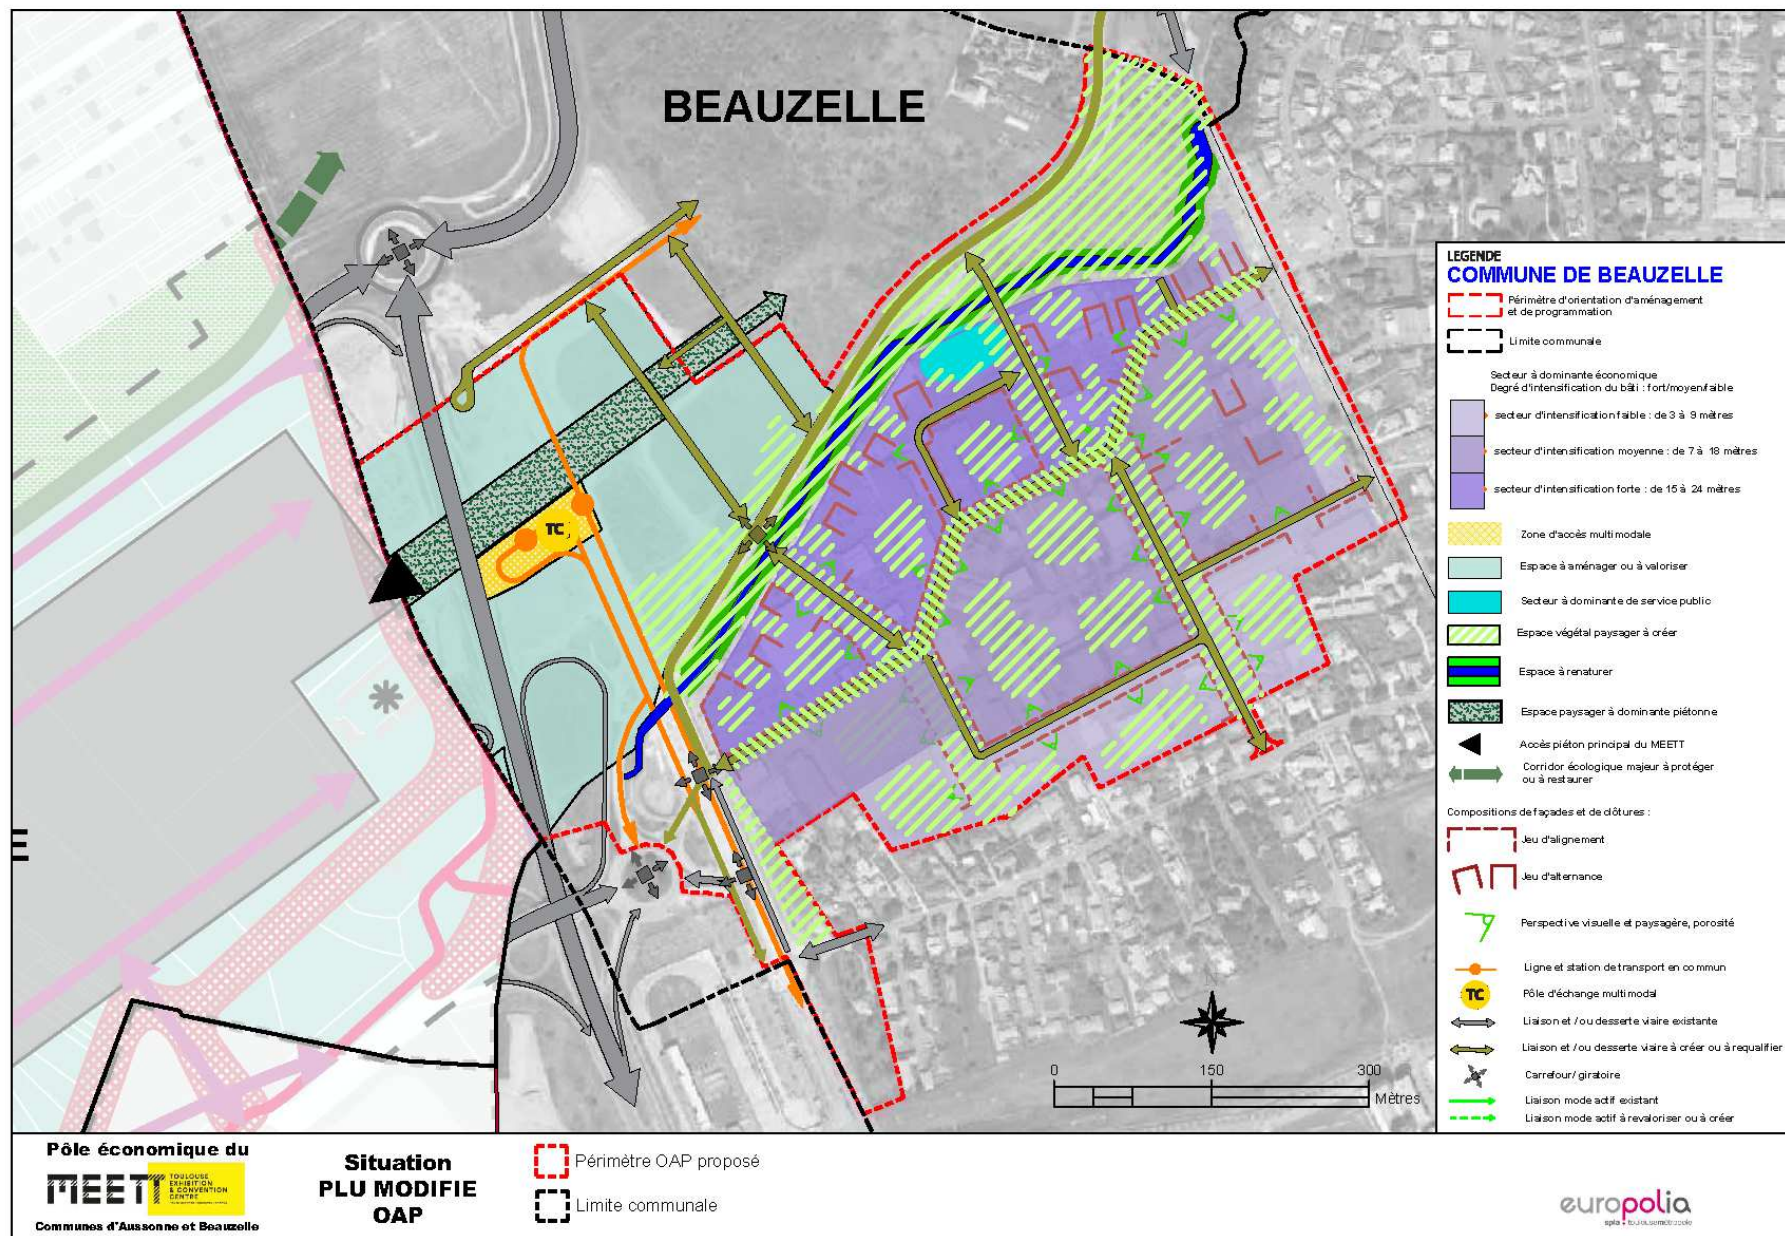 BEAUZELLE
TC
E
LEGENDE
COMMUNE DE BEAUZELLE
Périmètre d'orientation d'aménagement
et de programmation
Limite communale
Secteur à dominante économique
Degré d'intensification du bâti : fort/moyen/faible
secteur d'intensification faible : de 3 à 9 mètres
secteur d'intensification moyenne : de 7 à 18 mètres
secteur d'intensification forte : de 15 à 24 mètres
Zone d'accès multimodale
Espace à aménager ou à valoriser
Secteur à dominante de service public
Espace végétal paysager à créer
Espace à renaturer
Espace paysager à dominante piétonne
Accès piéton principal du MEETT
Corridor écologique majeur à protéger
ou à restaurer
Compositions de façades et de clôtures :
Jeu d'alignement
Jeu d'alternance
Perspective visuelle et paysagère, porosité
Ligne et station de transport en commun
TC Pôle d'échange multimodal
Liaison et / ou desserte viaire existante
Liaison et / ou desserte viaire à créer ou à requalifier
Carrefour/ giratoire
Liaison mode actif existant
Liaison mode actif à revaloriser ou à créer
0 150 300
Mètres
Pôle économique du
MEETT
TOULOUSE
EXHIBITION
& CONVENTION
CENTRE
Communes d'Aussonne et Beauzelle
Situation
PLU MODIFIE
OAP
Périmètre OAP proposé
Limite communale
europolia
spla • toulouse métropole